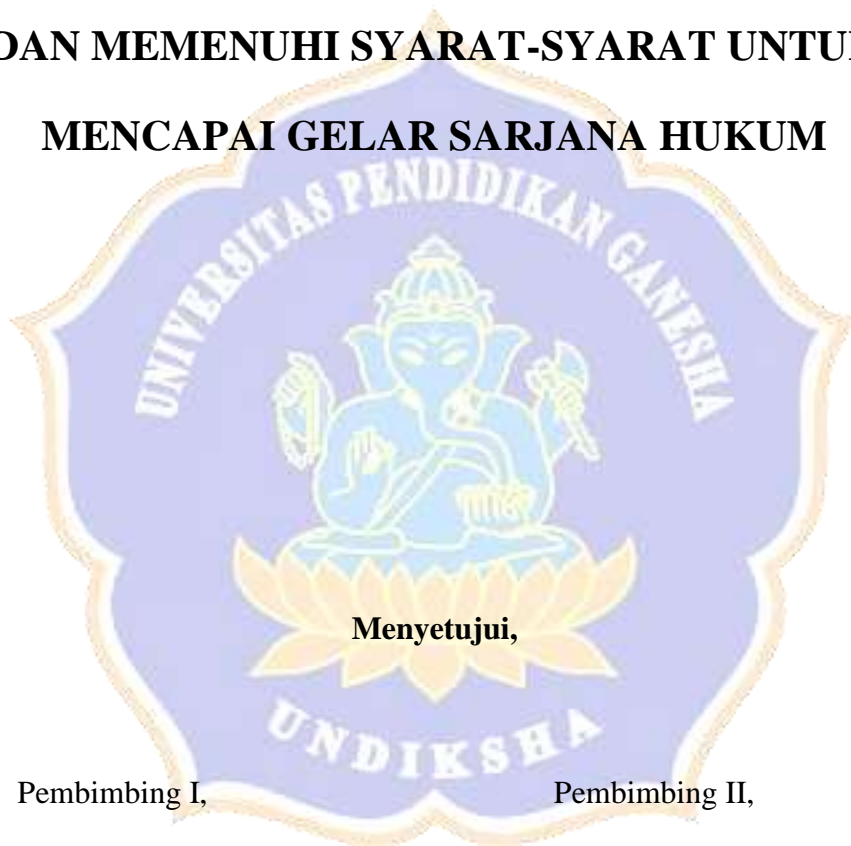 DAN MEMENUHI SYARAT-SYARAT UNTUK
MENCAPAI GELAR SARJANA HUKUM
UNIVERSITAS PENDIDIKAN GANESHA
Menyetujui,
UNDIKSHA
Pembimbing I, Pembimbing II,